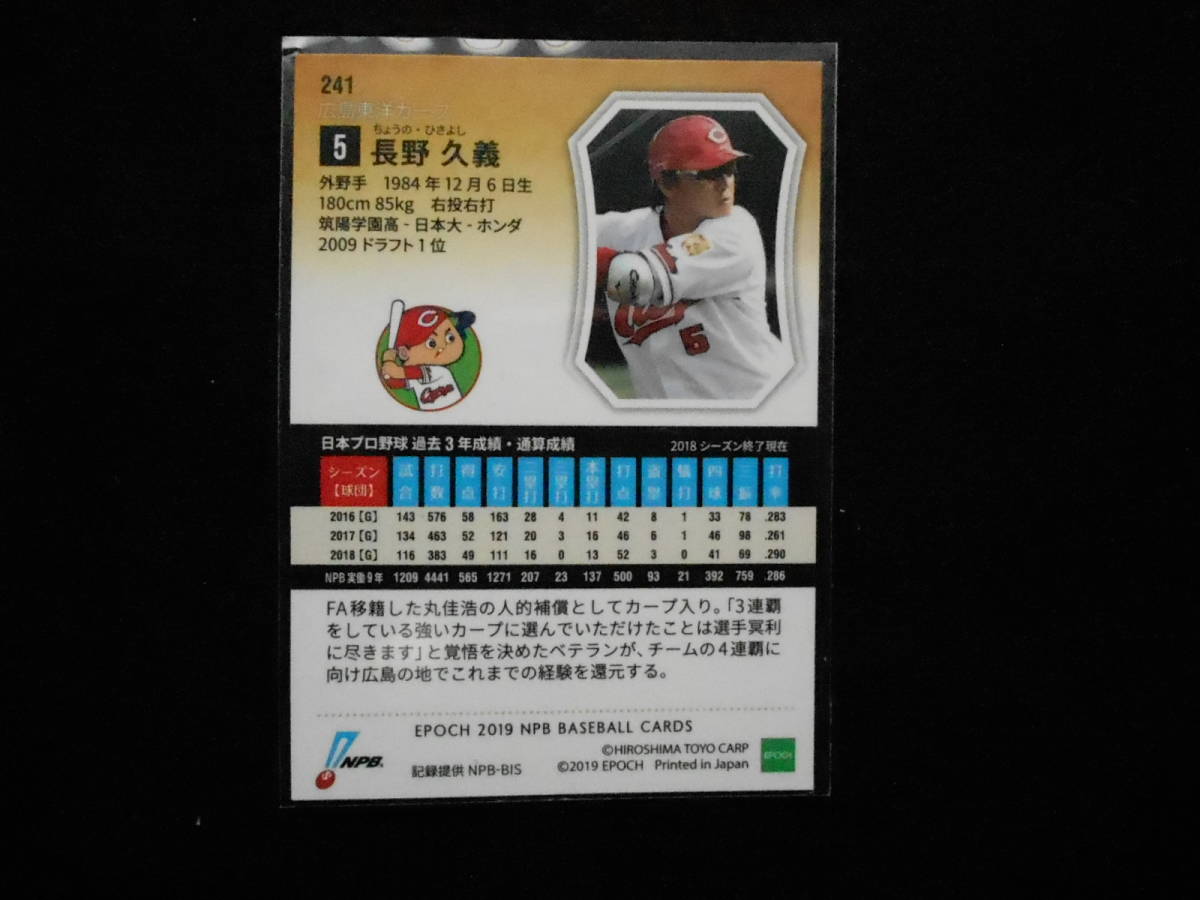 241
広島東洋カープ
ちょうの・ひさよし
5 長野 久義
外野手 1984年12月6日生
180cm 85kg 右投右打
筑陽学園高 - 日本大 - ホンダ
2009 ドラフト1位
C
Carp
5
日本プロ野球 過去3年成績・通算成績 2018 シーズン終了現在
シーズン【球団】 試合 打数 得点 安打 二塁打 三塁打 本塁打 打点 盗塁 犠打 四球 三振 打率
2016【G】 143 576 58 163 28 4 11 42 8 1 33 78 .283
2017【G】 134 463 52 121 20 3 16 46 6 1 46 98 .261
2018【G】 116 383 49 111 16 0 13 52 3 0 41 69 .290
NPB実働9年 1209 4441 565 1271 207 23 137 500 93 21 392 759 .286
FA移籍した丸佳浩の人的補償としてカープ入り。「3連覇
をしている強いカープに選んでいただけたことは選手冥利
に尽きます」と覚悟を決めたベテランが、チームの4連覇に
向け広島の地でこれまでの経験を還元する。
EPOCH 2019 NPB BASEBALL CARDS
NPB
記録提供 NPB-BIS
©HIROSHIMA TOYO CARP
©2019 EPOCH Printed in Japan
EPOCH